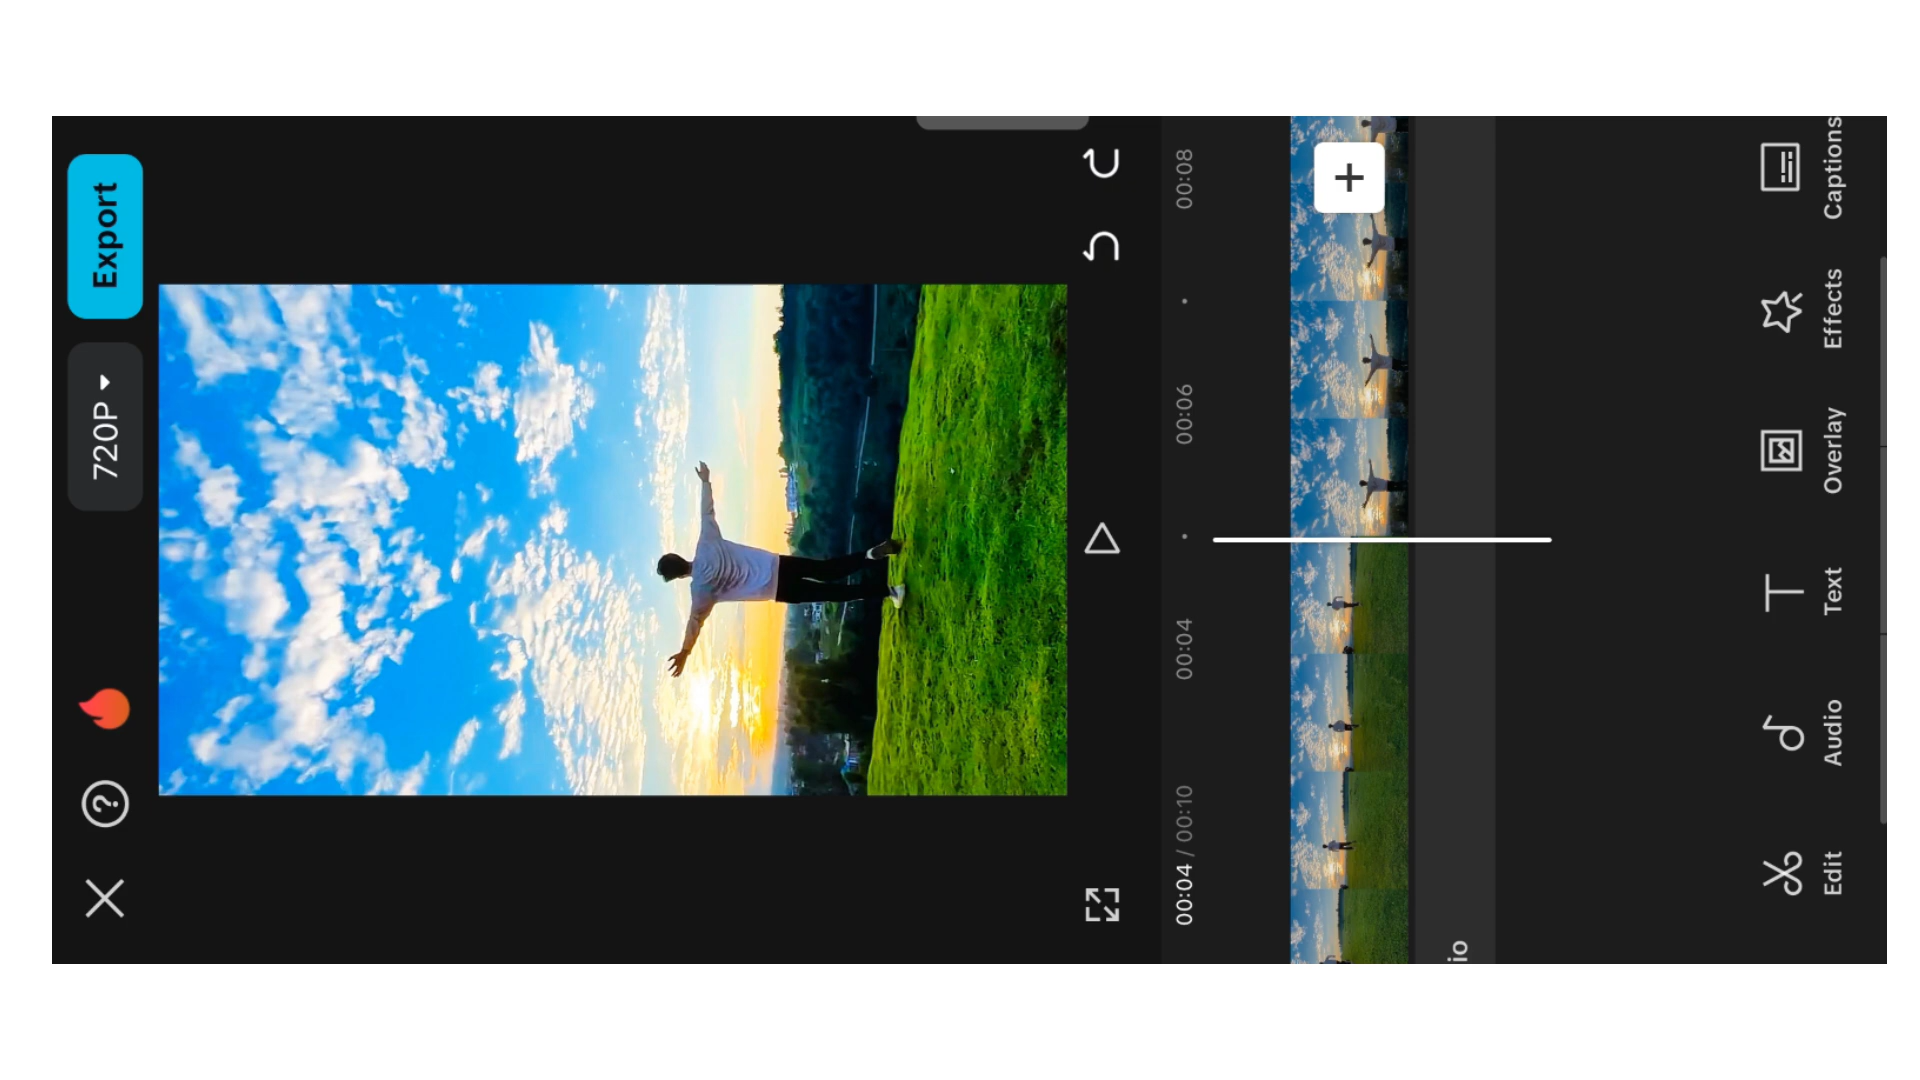 720P
Export
00:04 / 00:10
00:04
00:06
00:08
io
Edit
Audio
Text
Overlay
Effects
Captions